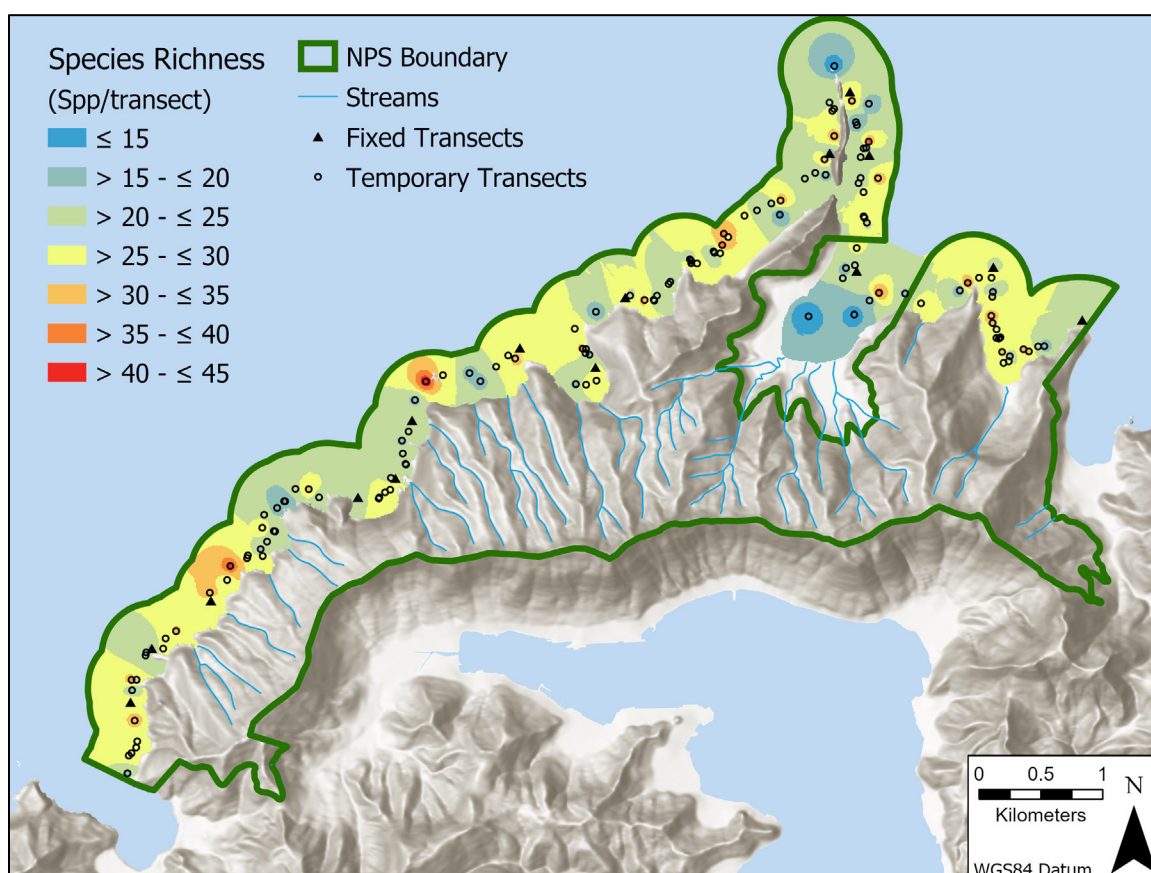 Species Richness
(Spp/transect)
≤ 15
> 15 - ≤ 20
> 20 - ≤ 25
> 25 - ≤ 30
> 30 - ≤ 35
> 35 - ≤ 40
> 40 - ≤ 45
NPS Boundary
Streams
Fixed Transects
Temporary Transects
0 0.5 1
Kilometers
N
WGS84 Datum